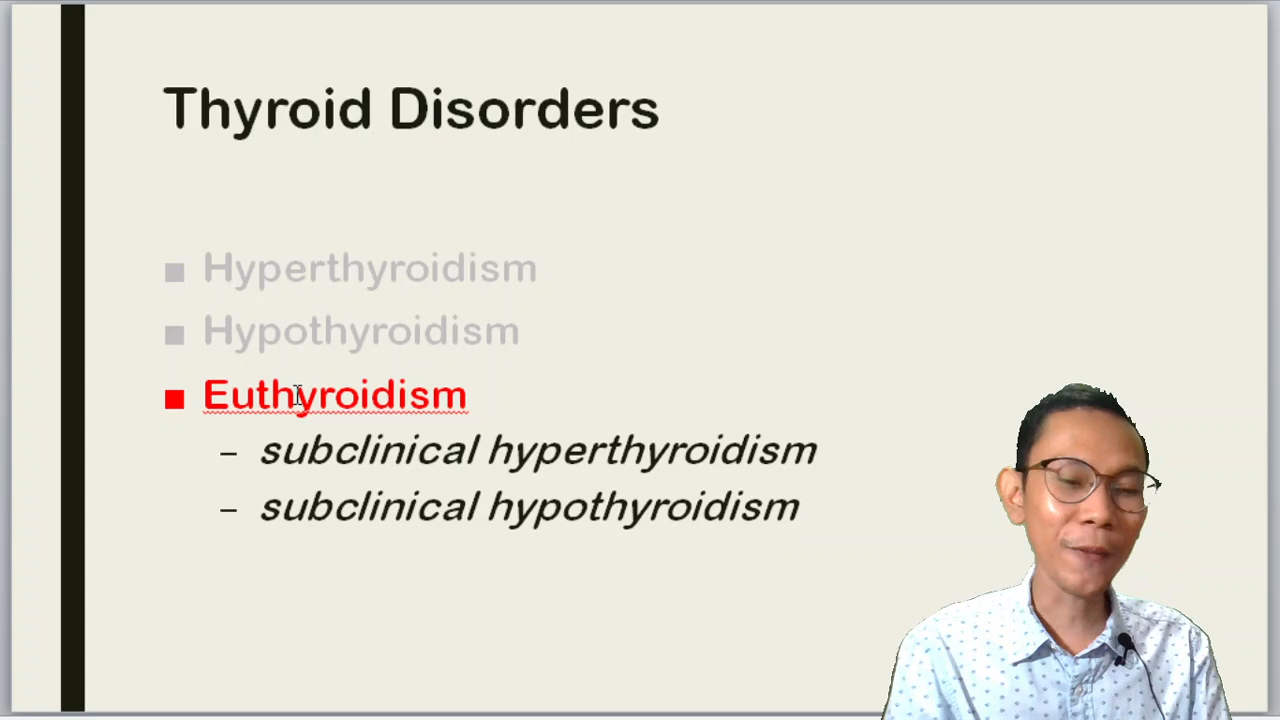 Thyroid Disorders
Hyperthyroidism
Hypothyroidism
Euthyroidism
– subclinical hyperthyroidism
– subclinical hypothyroidism